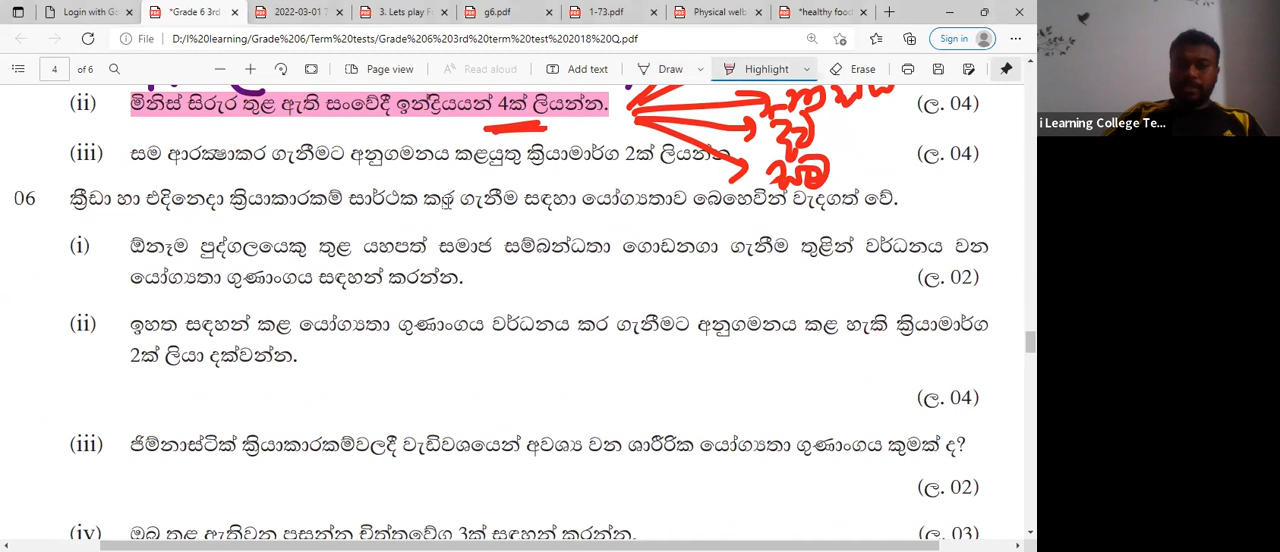 Login with Go
*Grade 6 3rd
2022-03-01 7
3. Lets play Fo
g6.pdf
1-73.pdf
Physical welb
*healthy food
File
D:/I%20learning/Grade%206/Term%20tests/Grade%206%203rd%20term%20test%202018%20Q.pdf
Sign in
4 of 6
Page view
Read aloud
Add text
Draw
Highlight
Erase
(ii) මිනිස් සිරුර තුළ ඇති සංවේදී ඉන්ද්‍රියයන් 4ක් ලියන්න. (ල. 04)
දිව
(iii) සම ආරක්‍ෂාකර ගැනීමට අනුගමනය කළයුතු ක්‍රියාමාර්ග 2ක් ලියන්න. (ල. 04)
සම
06 ක්‍රීඩා හා එදිනෙදා ක්‍රියාකාරකම් සාර්ථක කර ගැනීම සඳහා යෝග්‍යතාව බෙහෙවින් වැදගත් වේ.
(i) ඕනෑම පුද්ගලයෙකු තුළ යහපත් සමාජ සම්බන්ධතා ගොඩනගා ගැනීම තුළින් වර්ධනය වන
යෝග්‍යතා ගුණාංගය සඳහන් කරන්න. (ල. 02)
(ii) ඉහත සඳහන් කළ යෝග්‍යතා ගුණාංගය වර්ධනය කර ගැනීමට අනුගමනය කළ හැකි ක්‍රියාමාර්ග
2ක් ලියා දක්වන්න.
(ල. 04)
(iii) ජිම්නාස්ටික් ක්‍රියාකාරකම්වලදී වැඩිවශයෙන් අවශ්‍ය වන ශාරීරික යෝග්‍යතා ගුණාංගය කුමක් ද?
(ල. 02)
(iv) ඔබ තුළ ඇතිවන පසන්න චිත්තවේග 3ක් සඳහන් කරන්න. (ල. 03)
i Learning College Te...